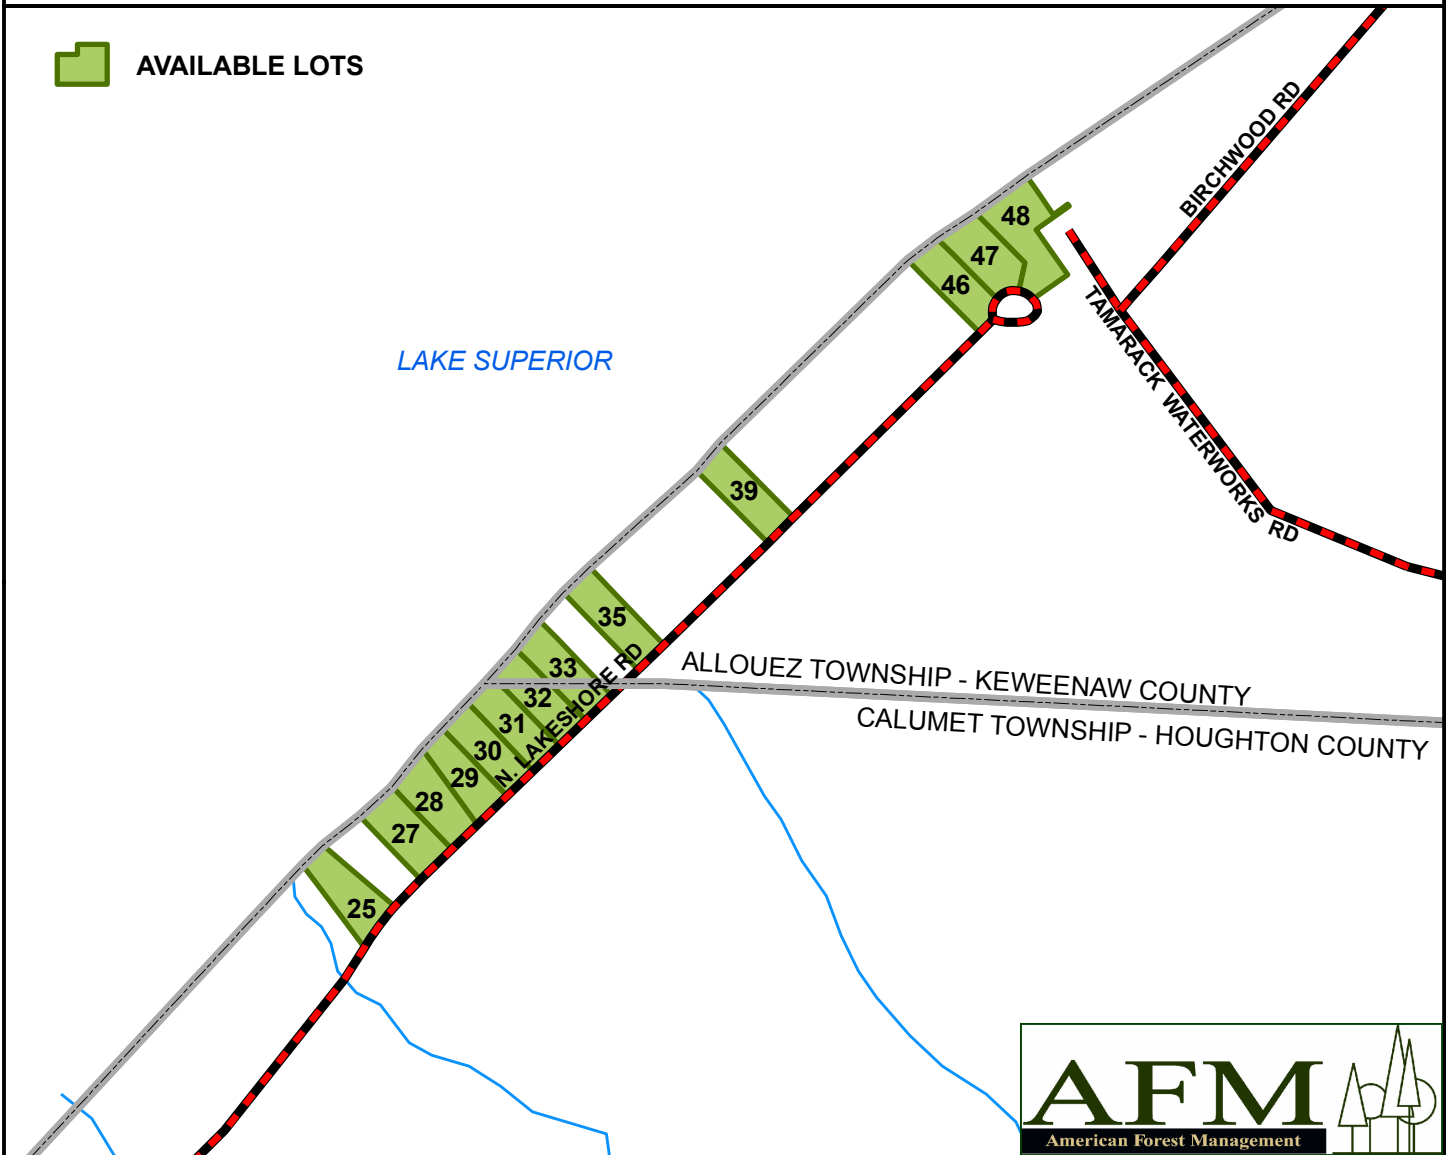 AVAILABLE LOTS
BIRCHWOOD RD
48
47
46
TAMARACK WATERWORKS RD
LAKE SUPERIOR
39
35
33
32
31
30
29
28
27
25
N. LAKESHORE RD
ALLOUEZ TOWNSHIP - KEWEENAW COUNTY
CALUMET TOWNSHIP - HOUGHTON COUNTY
AFM
American Forest Management